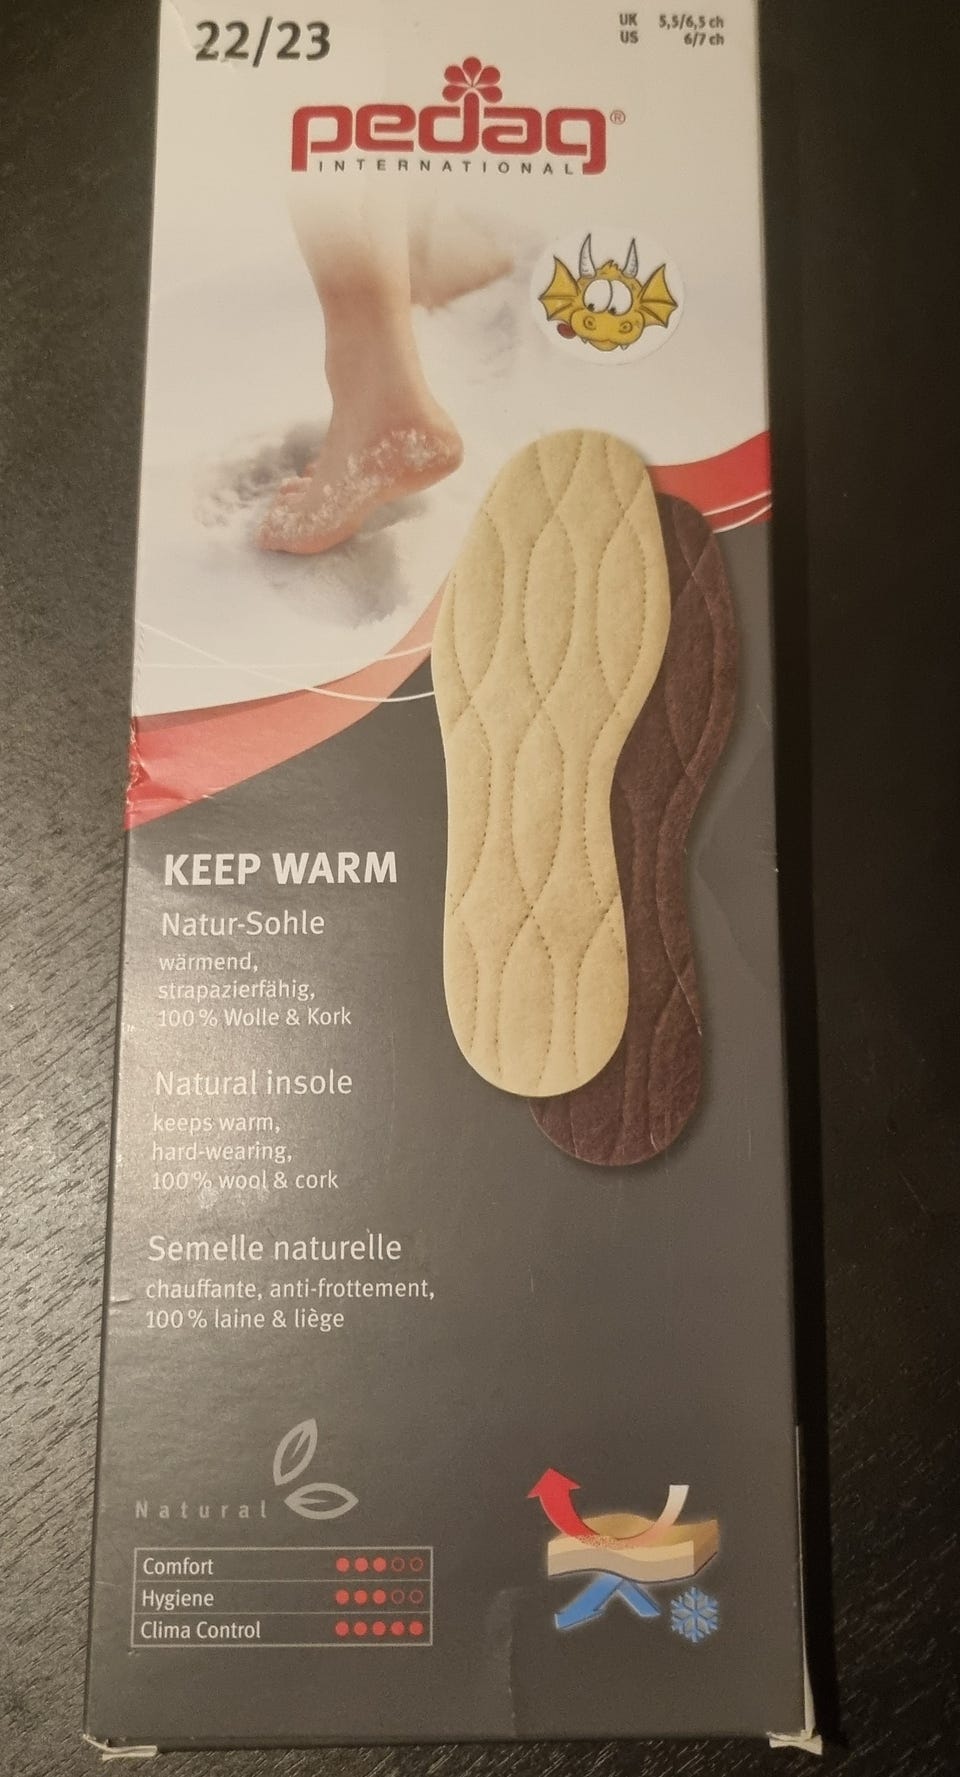 22/23
UK 5,5/6,5 ch
US 6/7 ch
pedag®
INTERNATIONAL
KEEP WARM
Natur-Sohle
wärmend,
strapazierfähig,
100 % Wolle & Kork
Natural insole
keeps warm,
hard-wearing,
100 % wool & cork
Semelle naturelle
chauffante, anti-frottement,
100 % laine & liège
Natural
Comfort
Hygiene
Clima Control